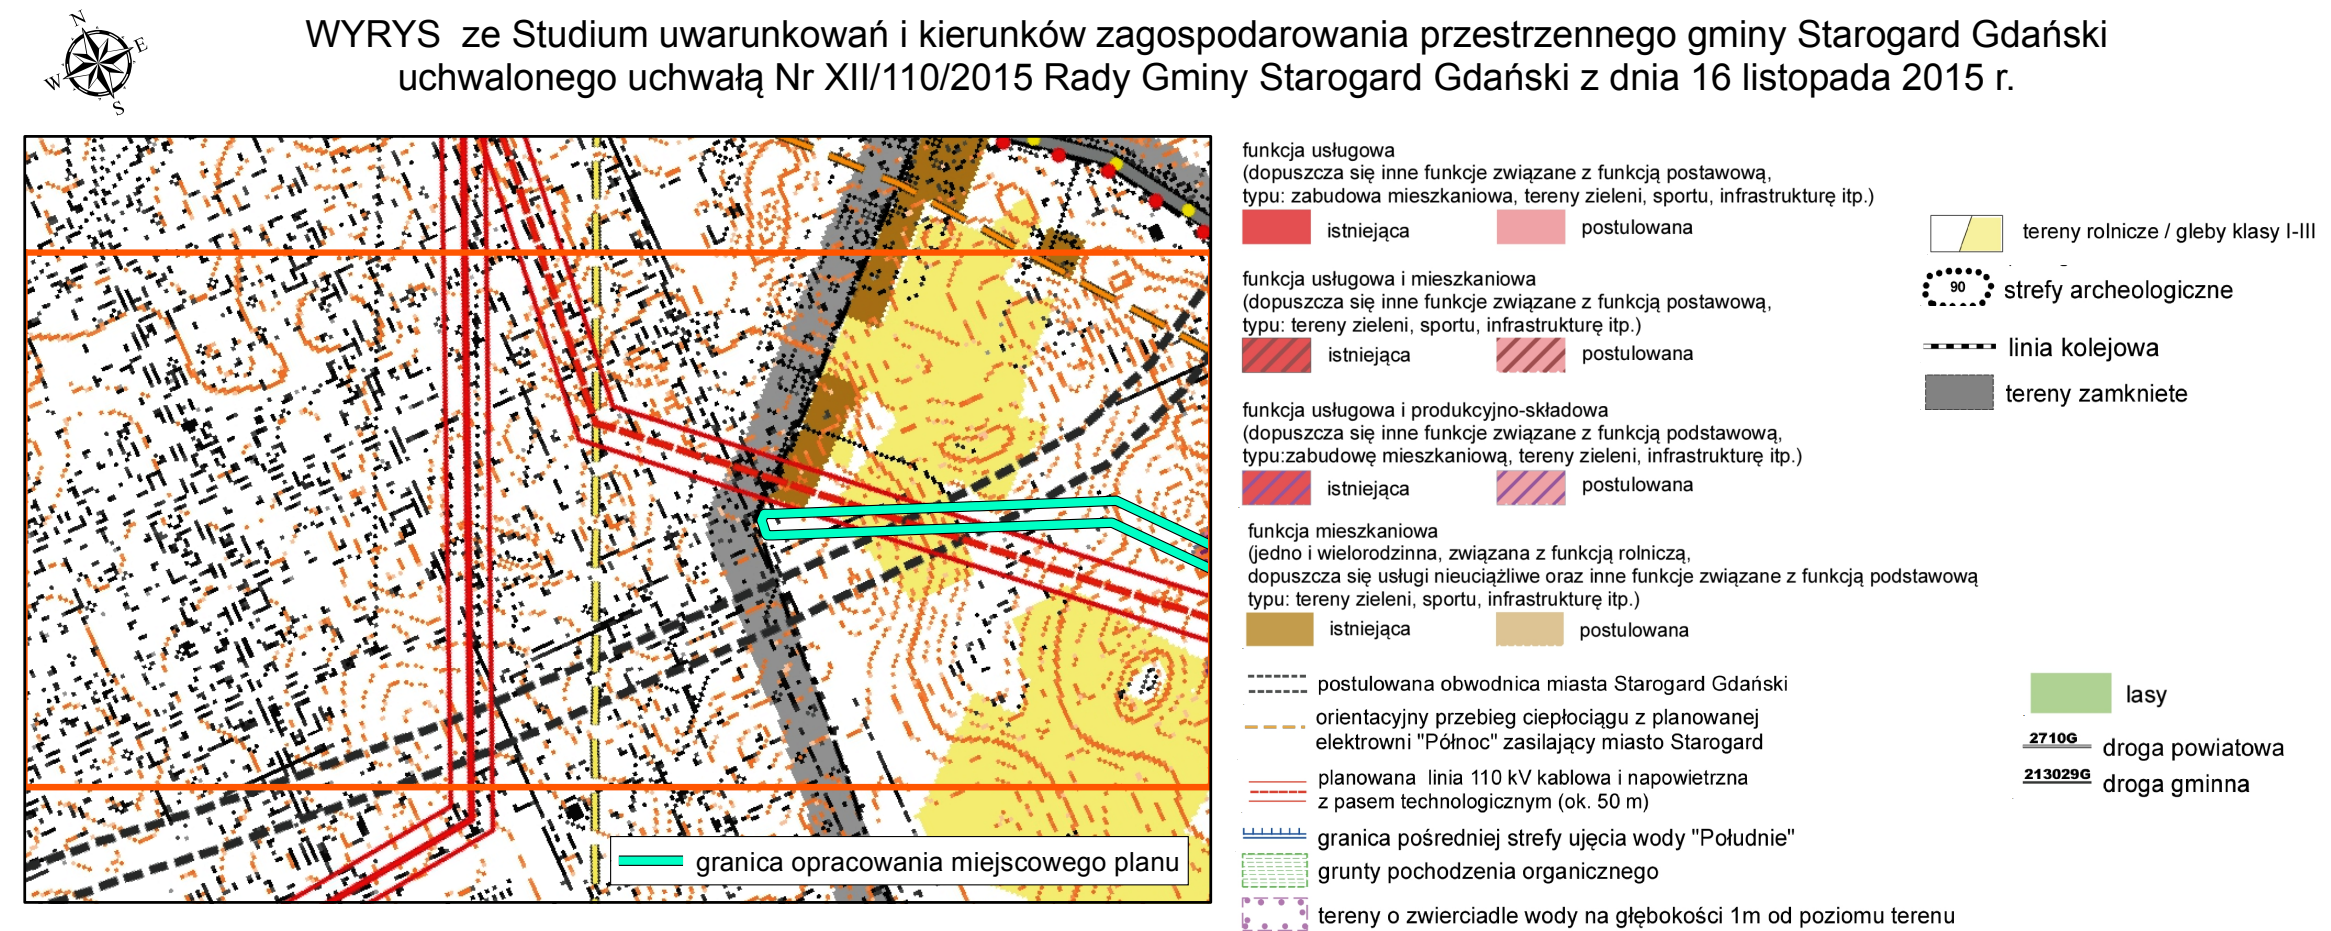 N
E
W
S
WYRYS ze Studium uwarunkowań i kierunków zagospodarowania przestrzennego gminy Starogard Gdański
uchwalonego uchwałą Nr XII/110/2015 Rady Gminy Starogard Gdański z dnia 16 listopada 2015 r.
granica opracowania miejscowego planu
funkcja usługowa
(dopuszcza się inne funkcje związane z funkcją postawową,
typu: zabudowa mieszkaniowa, tereny zieleni, sportu, infrastrukturę itp.)
istniejąca
postulowana
funkcja usługowa i mieszkaniowa
(dopuszcza się inne funkcje związane z funkcją postawową,
typu: tereny zieleni, sportu, infrastrukturę itp.)
istniejąca
postulowana
funkcja usługowa i produkcyjno-składowa
(dopuszcza się inne funkcje związane z funkcją podstawową,
typu:zabudowę mieszkaniową, tereny zieleni, infrastrukturę itp.)
istniejąca
postulowana
funkcja mieszkaniowa
(jedno i wielorodzinna, związana z funkcją rolniczą,
dopuszcza się usługi nieuciążliwe oraz inne funkcje związane z funkcją podstawową
typu: tereny zieleni, sportu, infrastrukturę itp.)
istniejąca
postulowana
postulowana obwodnica miasta Starogard Gdański
orientacyjny przebieg ciepłociągu z planowanej
elektrowni "Północ" zasilający miasto Starogard
planowana linia 110 kV kablowa i napowietrzna
z pasem technologicznym (ok. 50 m)
granica pośredniej strefy ujęcia wody "Południe"
grunty pochodzenia organicznego
tereny o zwierciadle wody na głębokości 1m od poziomu terenu
tereny rolnicze / gleby klasy I-III
90
strefy archeologiczne
linia kolejowa
tereny zamkniete
lasy
2710G
droga powiatowa
213029G
droga gminna